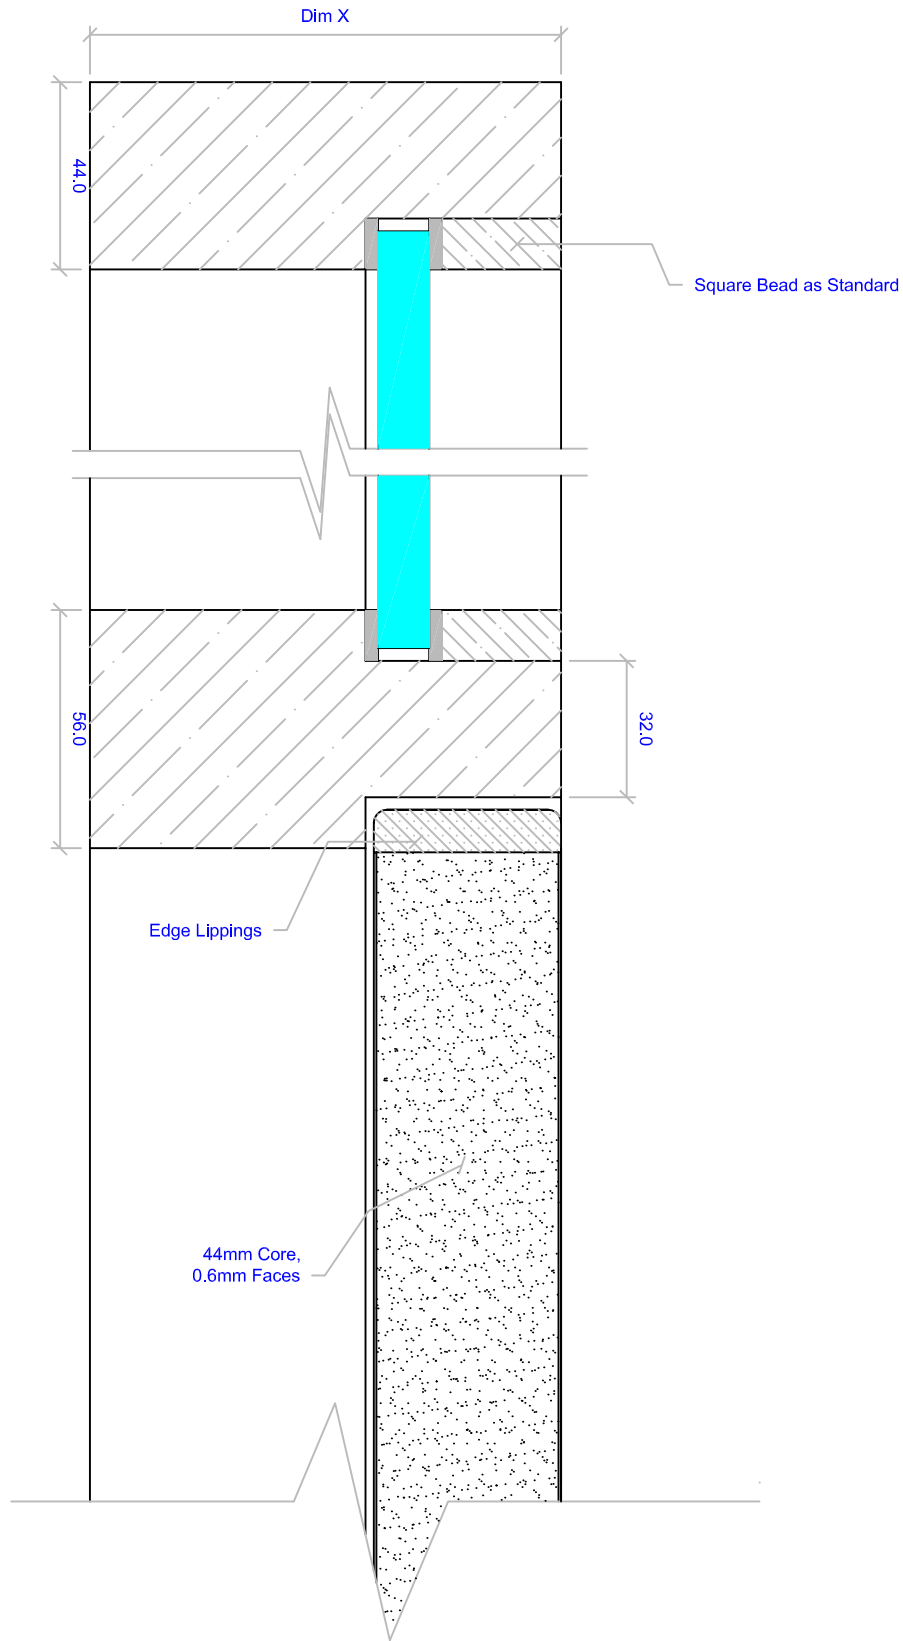 Dim X
44.0
Square Bead as Standard
56.0
32.0
Edge Lippings
44mm Core,
0.6mm Faces